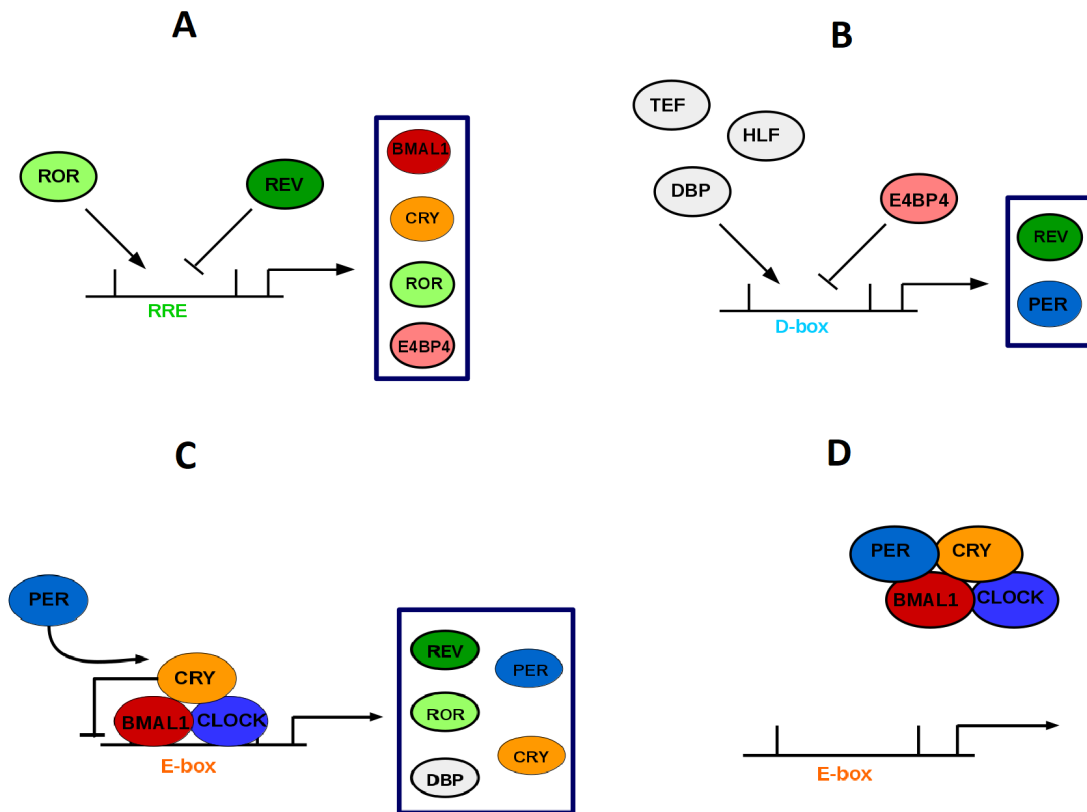 A
ROR
REV
RRE
BMAL1
CRY
ROR
E4BP4
B
TEF
HLF
DBP
E4BP4
D-box
REV
PER
C
PER
CRY
BMAL1
CLOCK
E-box
REV
PER
ROR
CRY
DBP
D
PER
CRY
BMAL1
CLOCK
E-box